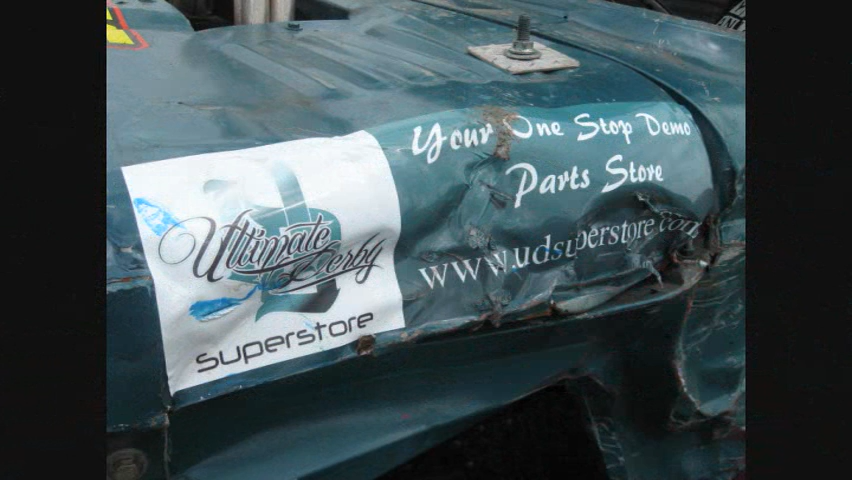 Ultimate
Derby
Superstore
Your One Stop Demo
Parts Store
www.udsuperstore.com